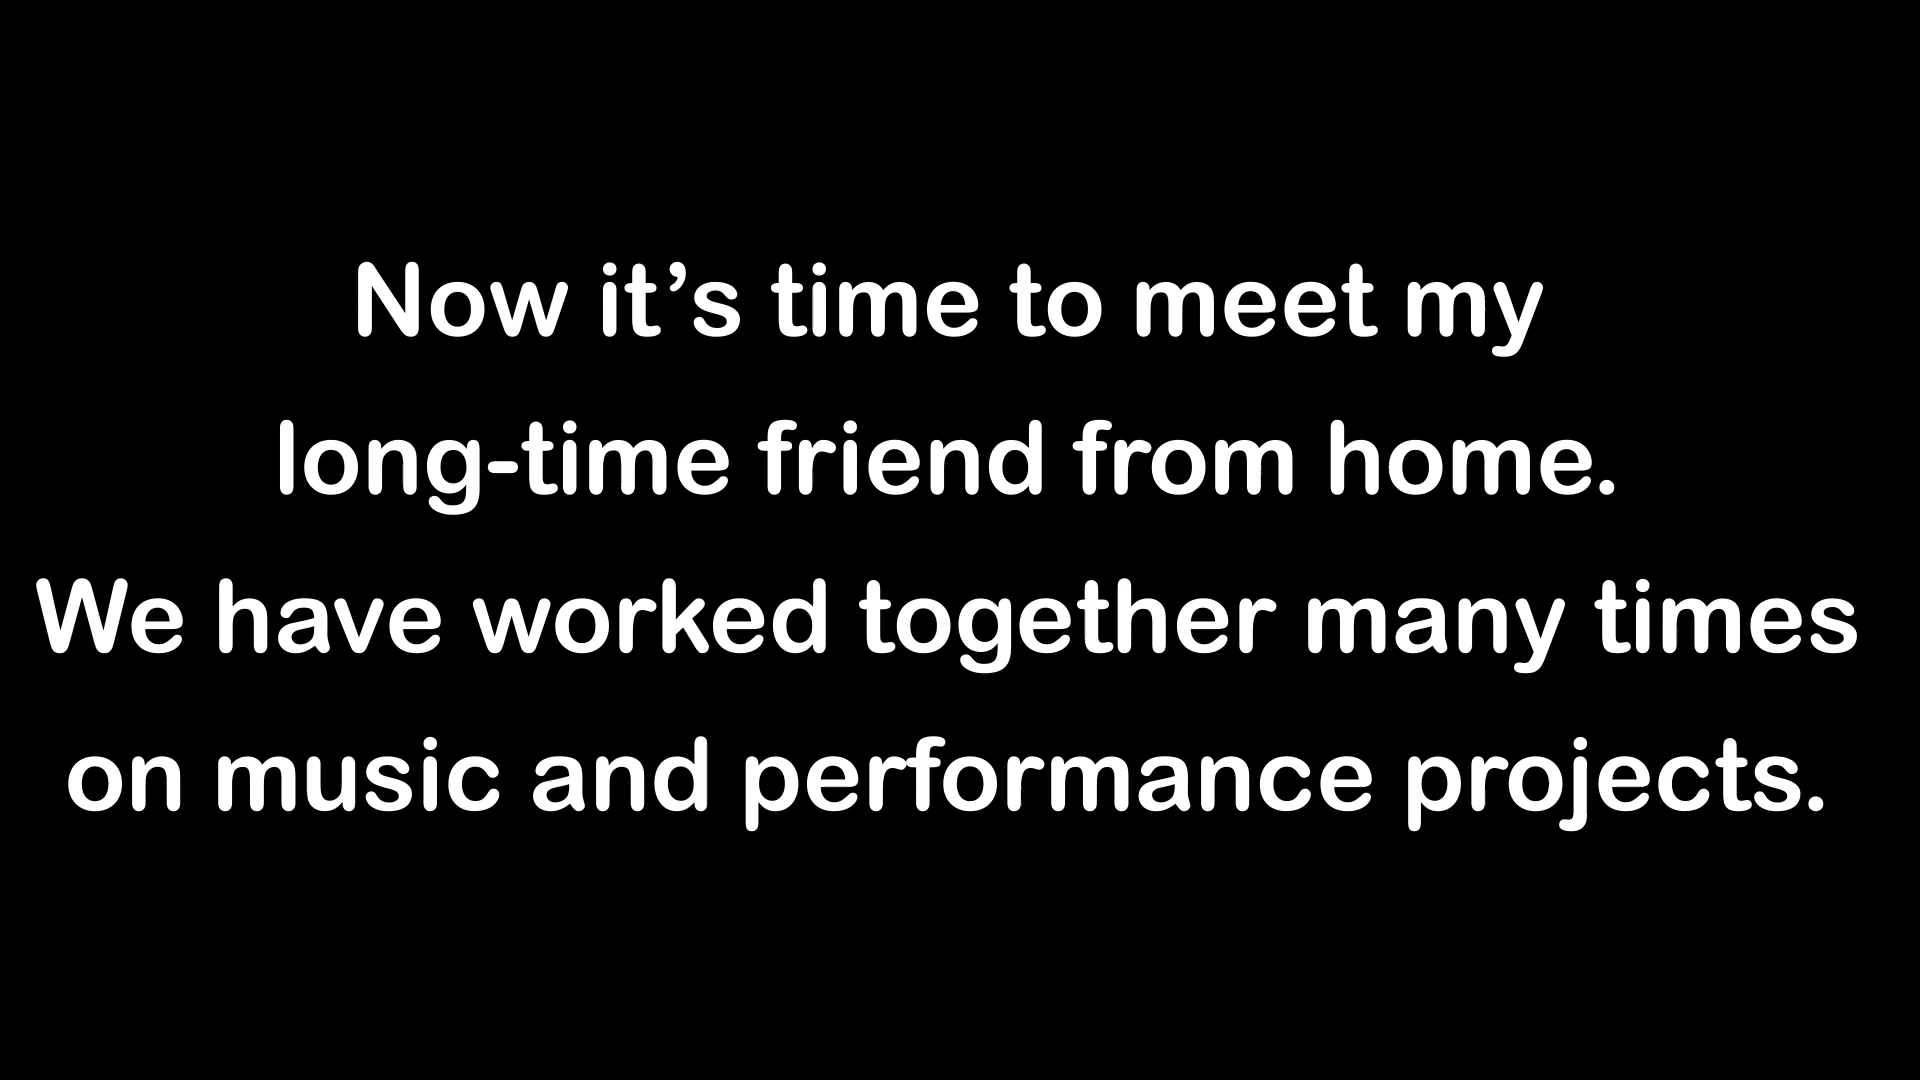 Now it’s time to meet my
long-time friend from home.
We have worked together many times
on music and performance projects.